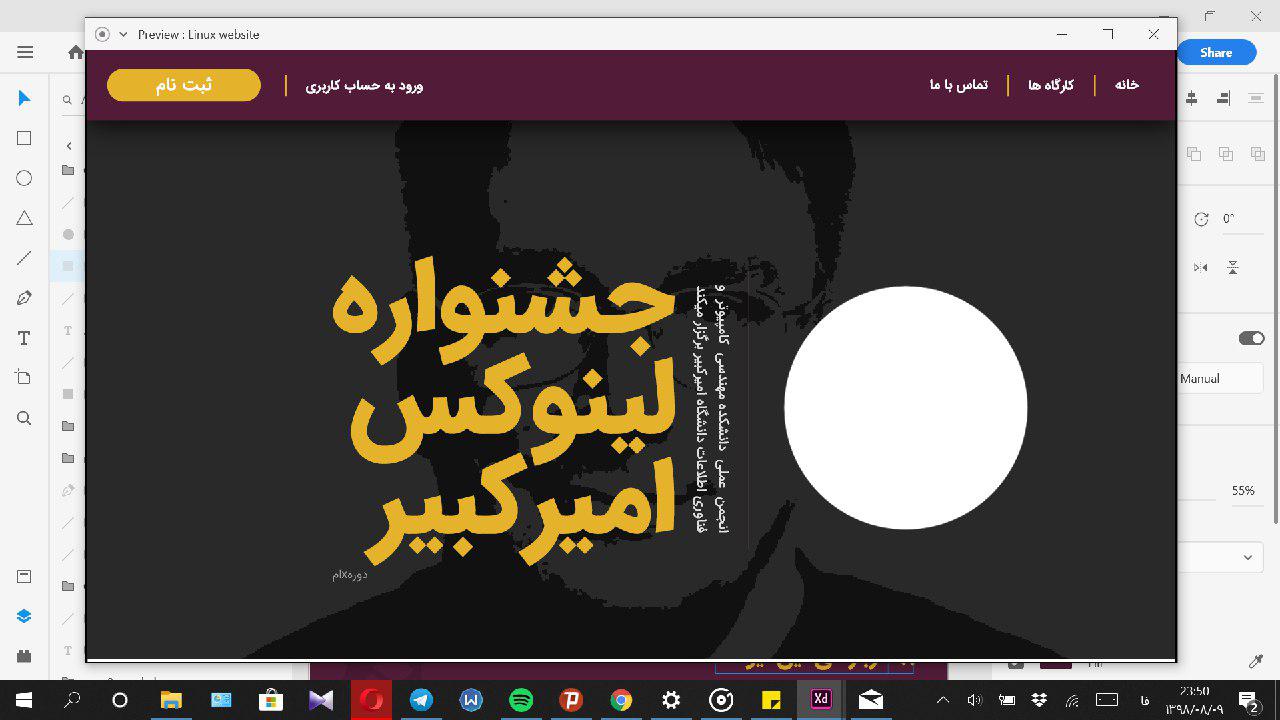 Preview : Linux website
Share
خانه
کارگاه ها
تماس با ما
ورود به حساب کاربری
ثبت نام
0°
جشنواره
لینوکس
امیرکبیر
انجمن علمی دانشکده مهندسی کامپیوتر و
فناوری اطلاعات دانشگاه امیرکبیر برگزار میکند
دورهxام
Manual
55%
23:50
فا
۱۳۹۸/۰۸/۰۹
2